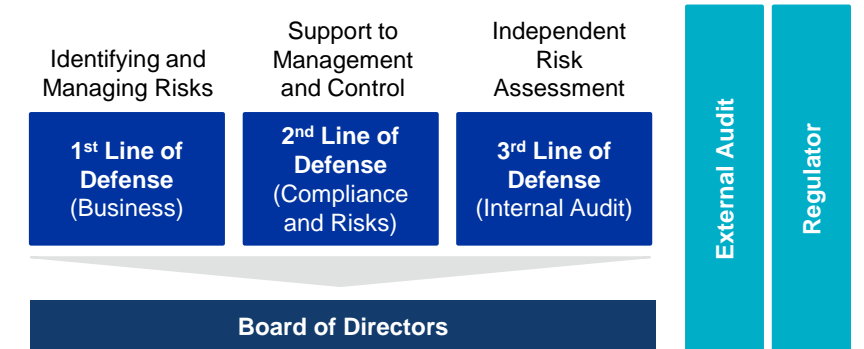 Identifying and
Managing Risks
Support to
Management
and Control
Independent
Risk
Assessment
1st Line of
Defense
(Business)
2nd Line of
Defense
(Compliance
and Risks)
3rd Line of
Defense
(Internal Audit)
Board of Directors
External Audit
Regulator